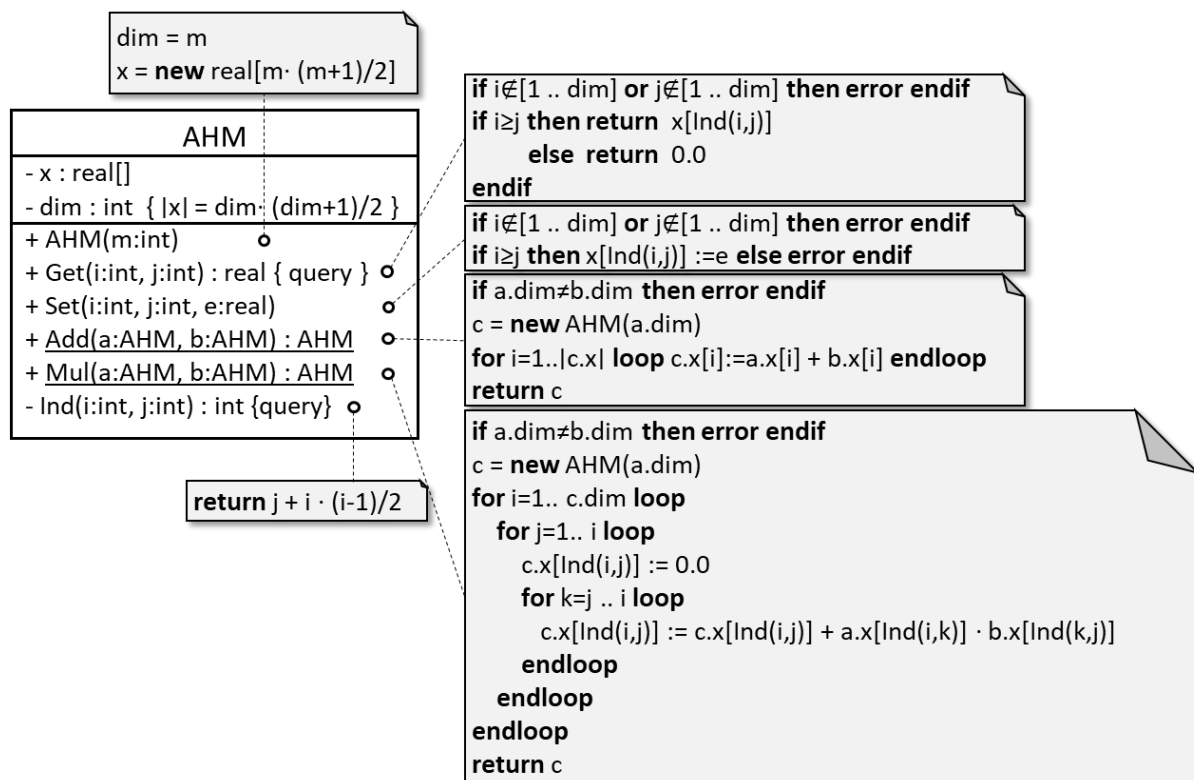 dim = m
x = new real[m· (m+1)/2]
AHM
- x : real[]
- dim : int { |x| = dim· (dim+1)/2 }
+ AHM(m:int)
+ Get(i:int, j:int) : real { query }
+ Set(i:int, j:int, e:real)
+ Add(a:AHM, b:AHM) : AHM
+ Mul(a:AHM, b:AHM) : AHM
- Ind(i:int, j:int) : int {query}
return j + i · (i-1)/2
if i∉[1 .. dim] or j∉[1 .. dim] then error endif
if i≥j then return x[Ind(i,j)]
else return 0.0
endif
if i∉[1 .. dim] or j∉[1 .. dim] then error endif
if i≥j then x[Ind(i,j)] :=e else error endif
if a.dim≠b.dim then error endif
c = new AHM(a.dim)
for i=1..|c.x| loop c.x[i]:=a.x[i] + b.x[i] endloop
return c
if a.dim≠b.dim then error endif
c = new AHM(a.dim)
for i=1.. c.dim loop
for j=1.. i loop
c.x[Ind(i,j)] := 0.0
for k=j .. i loop
c.x[Ind(i,j)] := c.x[Ind(i,j)] + a.x[Ind(i,k)] · b.x[Ind(k,j)]
endloop
endloop
endloop
return c